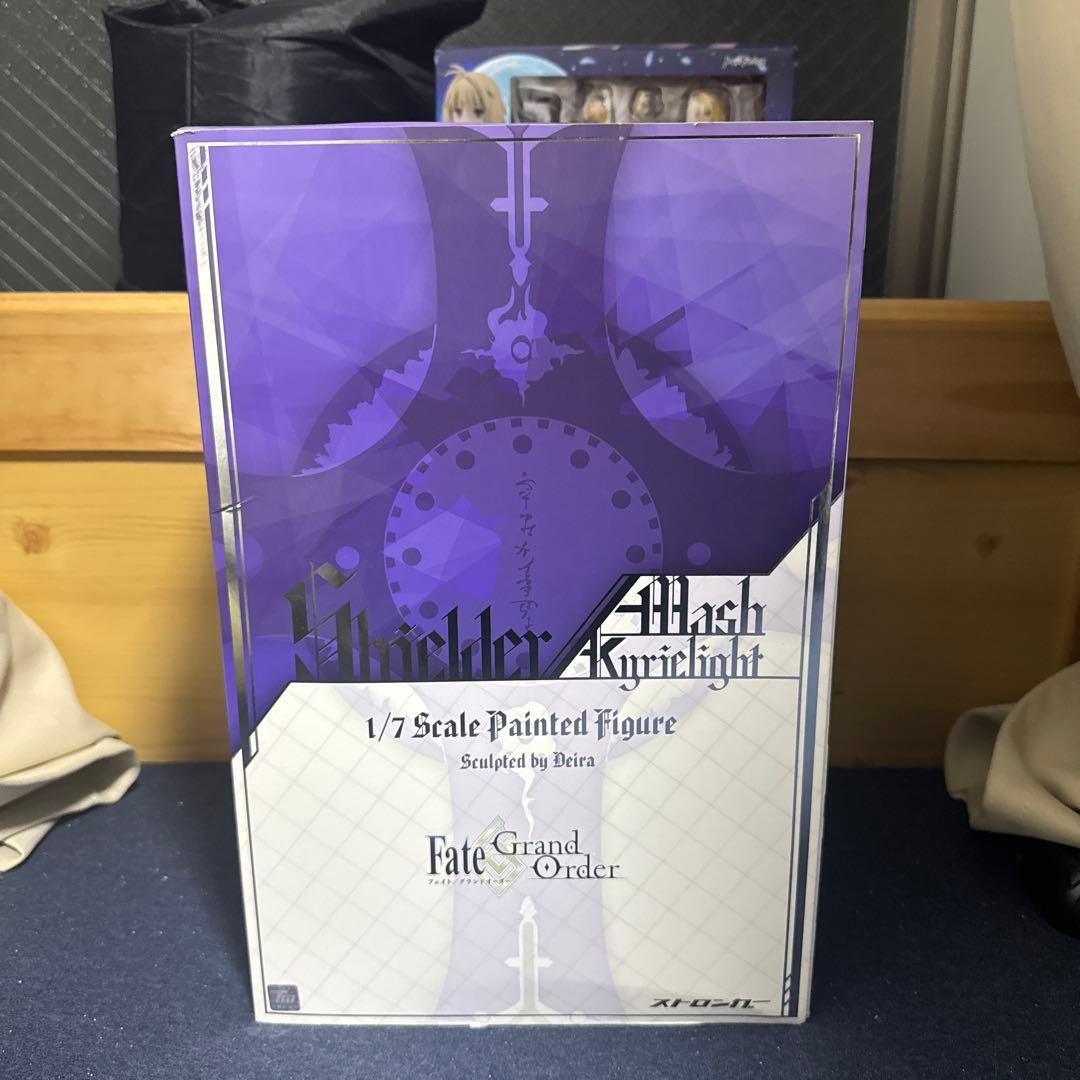 Shielder
Mash
Kyrielight
1/7 Scale Painted Figure
Sculpted by Deira
Fate Grand
Order
フェイト/グランドオーダー
ストロンガー